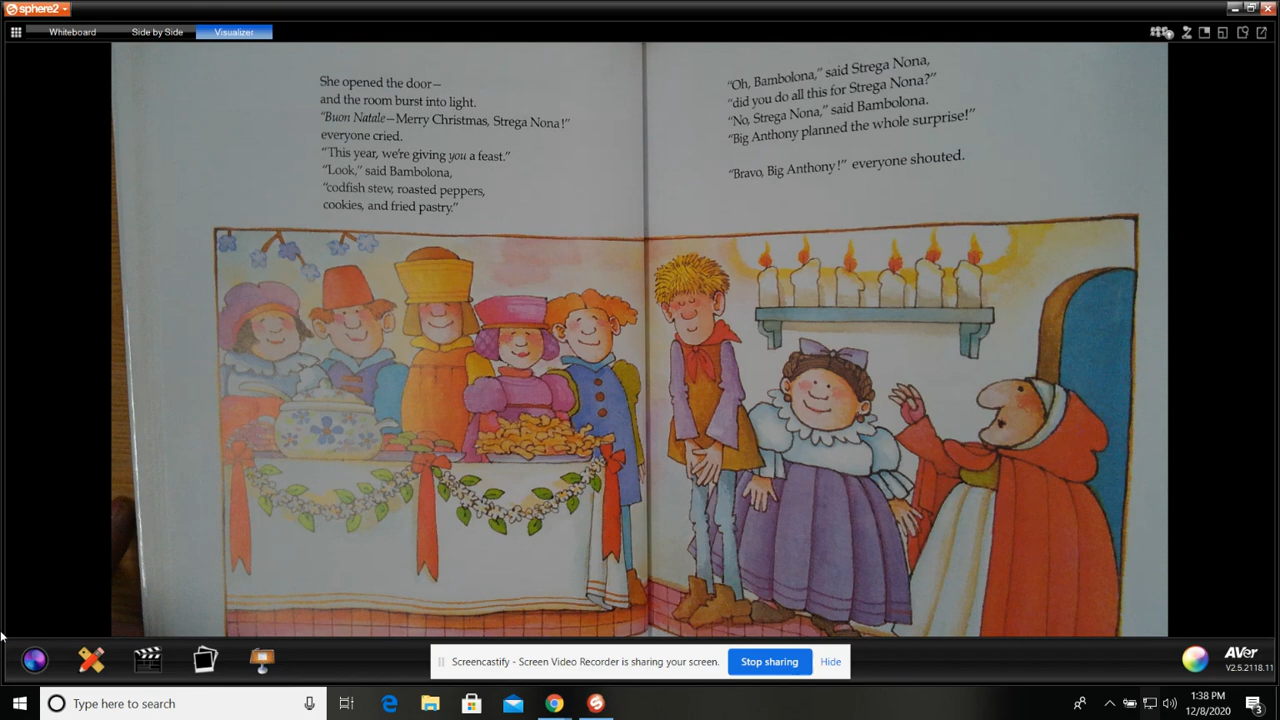 sphere2
Whiteboard
Side by Side
Visualizer
She opened the door—
and the room burst into light.
"Buon Natale—Merry Christmas, Strega Nona!"
everyone cried.
"This year, we're giving you a feast."
"Look," said Bambolona,
"codfish stew, roasted peppers,
cookies, and fried pastry."
"Oh, Bambolona," said Strega Nona,
"did you do all this for Strega Nona?"
"No, Strega Nona," said Bambolona.
"Big Anthony planned the whole surprise!"
"Bravo, Big Anthony!" everyone shouted.
Screencastify - Screen Video Recorder is sharing your screen.
Stop sharing
Hide
AVer
V2.5.2118.11
Type here to search
1:38 PM
12/8/2020
3